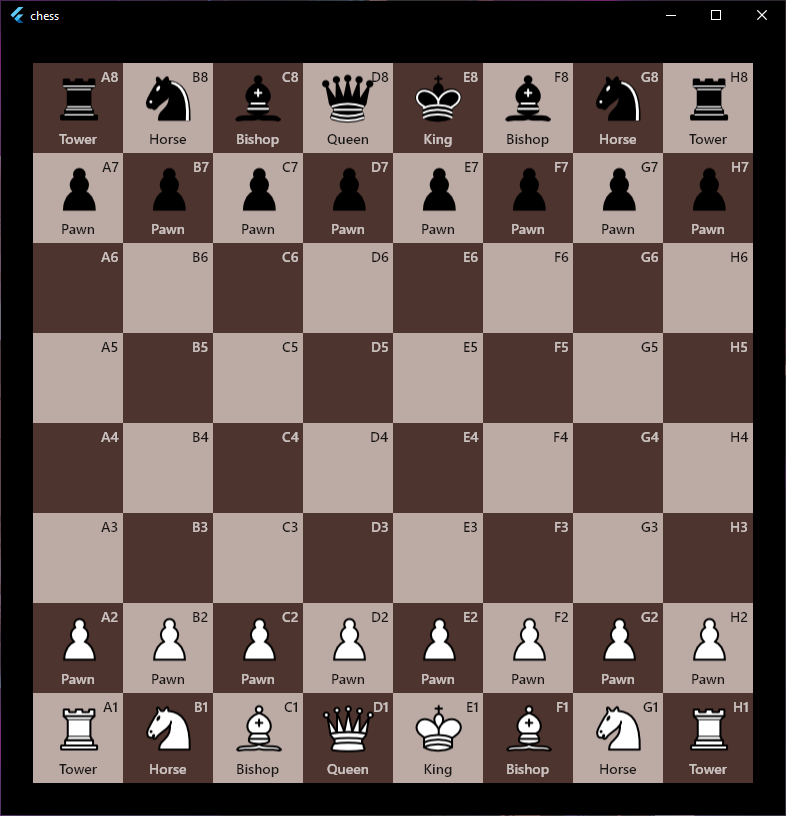 chess
A8 B8 C8 D8 E8 F8 G8 H8
Tower Horse Bishop Queen King Bishop Horse Tower
A7 B7 C7 D7 E7 F7 G7 H7
Pawn Pawn Pawn Pawn Pawn Pawn Pawn Pawn
A6 B6 C6 D6 E6 F6 G6 H6
A5 B5 C5 D5 E5 F5 G5 H5
A4 B4 C4 D4 E4 F4 G4 H4
A3 B3 C3 D3 E3 F3 G3 H3
A2 B2 C2 D2 E2 F2 G2 H2
Pawn Pawn Pawn Pawn Pawn Pawn Pawn Pawn
A1 B1 C1 D1 E1 F1 G1 H1
Tower Horse Bishop Queen King Bishop Horse Tower